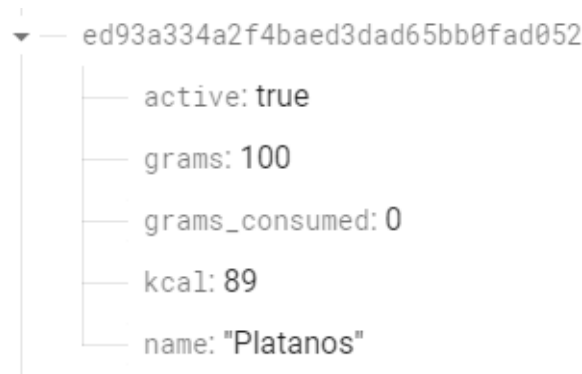 ed93a334a2f4baed3dad65bb0fad052
active: true
grams: 100
grams_consumed: 0
kcal: 89
name: "Platanos"